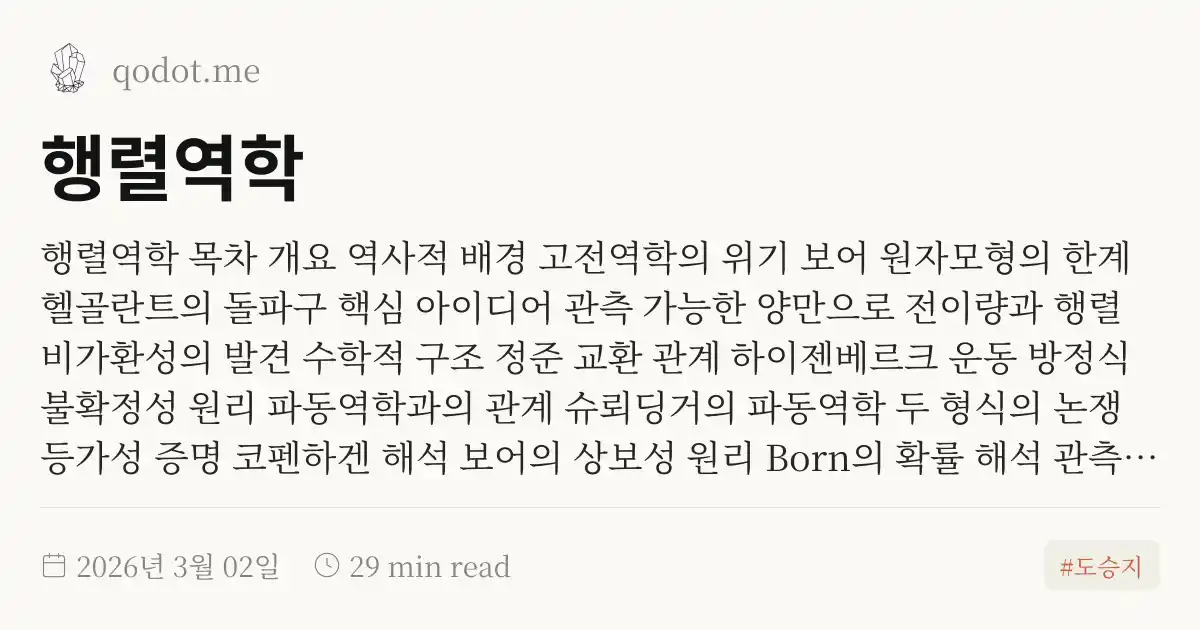 qodot.me
행렬역학
행렬역학 목차 개요 역사적 배경 고전역학의 위기 보어 원자모형의 한계
헬골란트의 돌파구 핵심 아이디어 관측 가능한 양만으로 전이량과 행렬
비가환성의 발견 수학적 구조 정준 교환 관계 하이젠베르크 운동 방정식
불확정성 원리 파동역학과의 관계 슈뢰딩거의 파동역학 두 형식의 논쟁
등가성 증명 코펜하겐 해석 보어의 상보성 원리 Born의 확률 해석 관측…
2026년 3월 02일 29 min read
#도승지